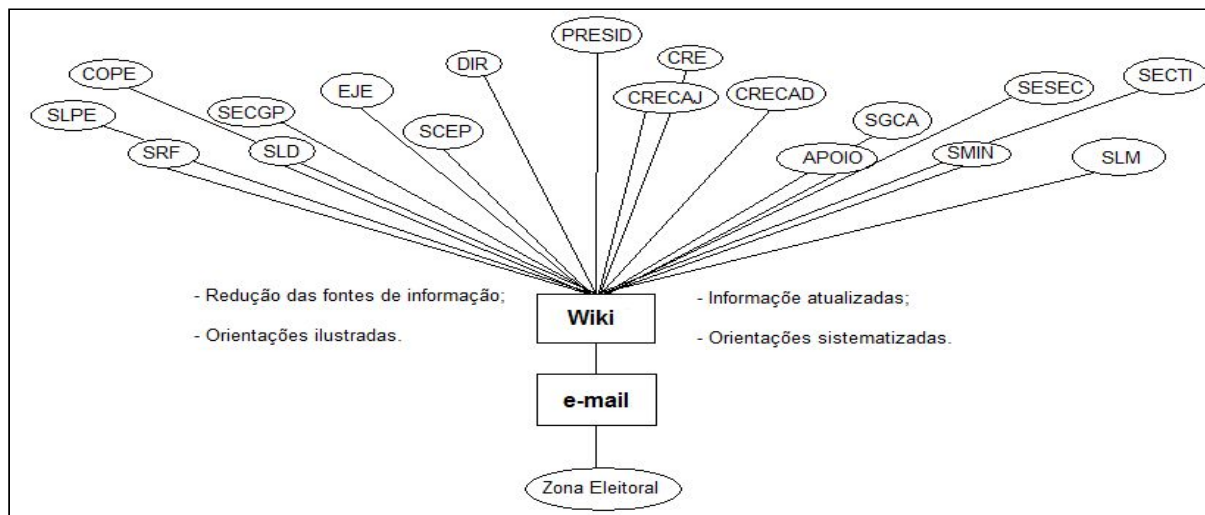 PRESID
CRE
DIR
COPE
SECTI
EJE
SESEC
CRECAJ
CRECAD
SLPE
SECGP
SGCA
SCEP
SRF
SLD
APOIO
SMIN
SLM
- Redução das fontes de informação;
- Informaçõe atualizadas;
Wiki
- Orientações ilustradas.
- Orientações sistematizadas.
e-mail
Zona Eleitoral